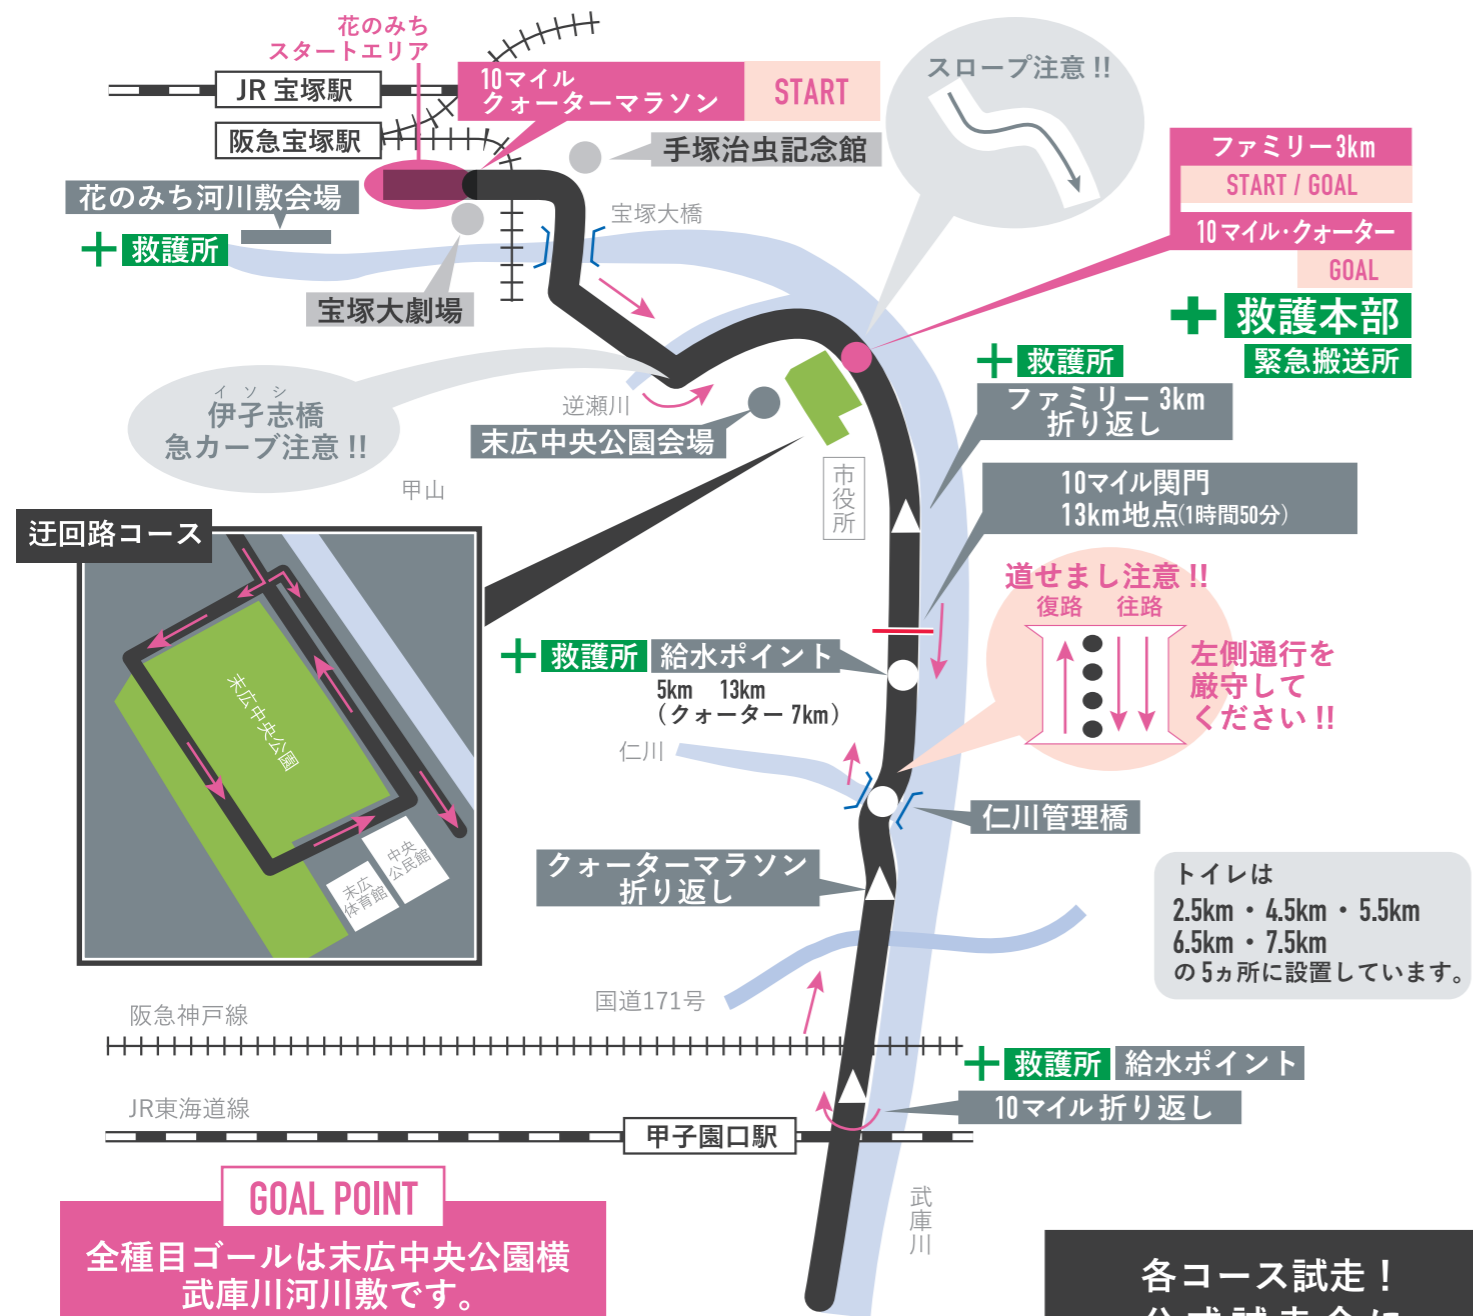 花のみち
スタートエリア
JR 宝塚駅
阪急宝塚駅
10マイル
クォーターマラソン
START
手塚治虫記念館
スロープ注意 !!
ファミリー3km
START / GOAL
10マイル・クォーター
GOAL
花のみち河川敷会場
救護所
宝塚大橋
宝塚大劇場
救護本部
緊急搬送所
イソシ
伊孑志橋
急カーブ注意 !!
逆瀬川
末広中央公園会場
救護所
ファミリー 3km
折り返し
甲山
市役所
10マイル関門
13km地点(1時間50分)
迂回路コース
末広中央公園
中央
公民館
末広
体育館
道せまし注意 !!
復路 往路
左側通行を
厳守して
ください !!
救護所 給水ポイント
5km 13km
(クォーター 7km)
仁川
仁川管理橋
クォーターマラソン
折り返し
トイレは
2.5km・4.5km・5.5km
6.5km・7.5km
の 5ヵ所に設置しています。
国道171号
阪急神戸線
救護所 給水ポイント
10マイル 折り返し
JR東海道線
甲子園口駅
武庫川
GOAL POINT
全種目ゴールは末広中央公園横
武庫川河川敷です。
各コース試走！
公式試走会に